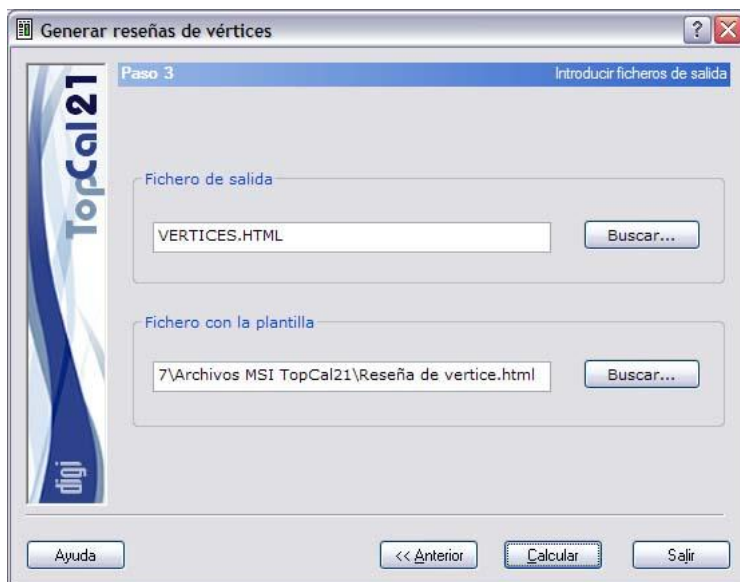 Generar reseñas de vértices
TopCal21
digi
Paso 3
Introducir ficheros de salida
Fichero de salida
VERTICES.HTML
Buscar...
Fichero con la plantilla
7\Archivos MSI TopCal21\Reseña de vertice.html
Buscar...
Ayuda
<< Anterior
Calcular
Salir